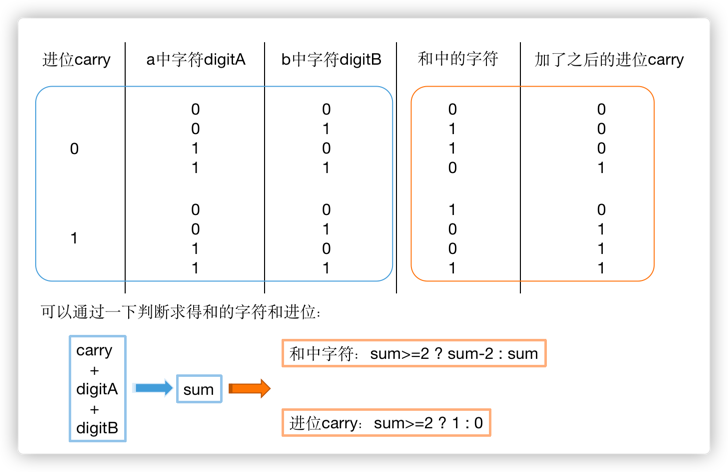 进位carry a中字符digitA b中字符digitB 和中的字符 加了之后的进位carry
0 0 0 0
0 1 1 0
0
1 0 1 0
1 1 0 1
0 0 1 0
0 1 0 1
1
1 0 0 1
1 1 1 1
可以通过一下判断求得和的字符和进位:
carry
+
digitA
+
digitB
sum
和中字符: sum>=2 ? sum-2 : sum
进位carry: sum>=2 ? 1 : 0